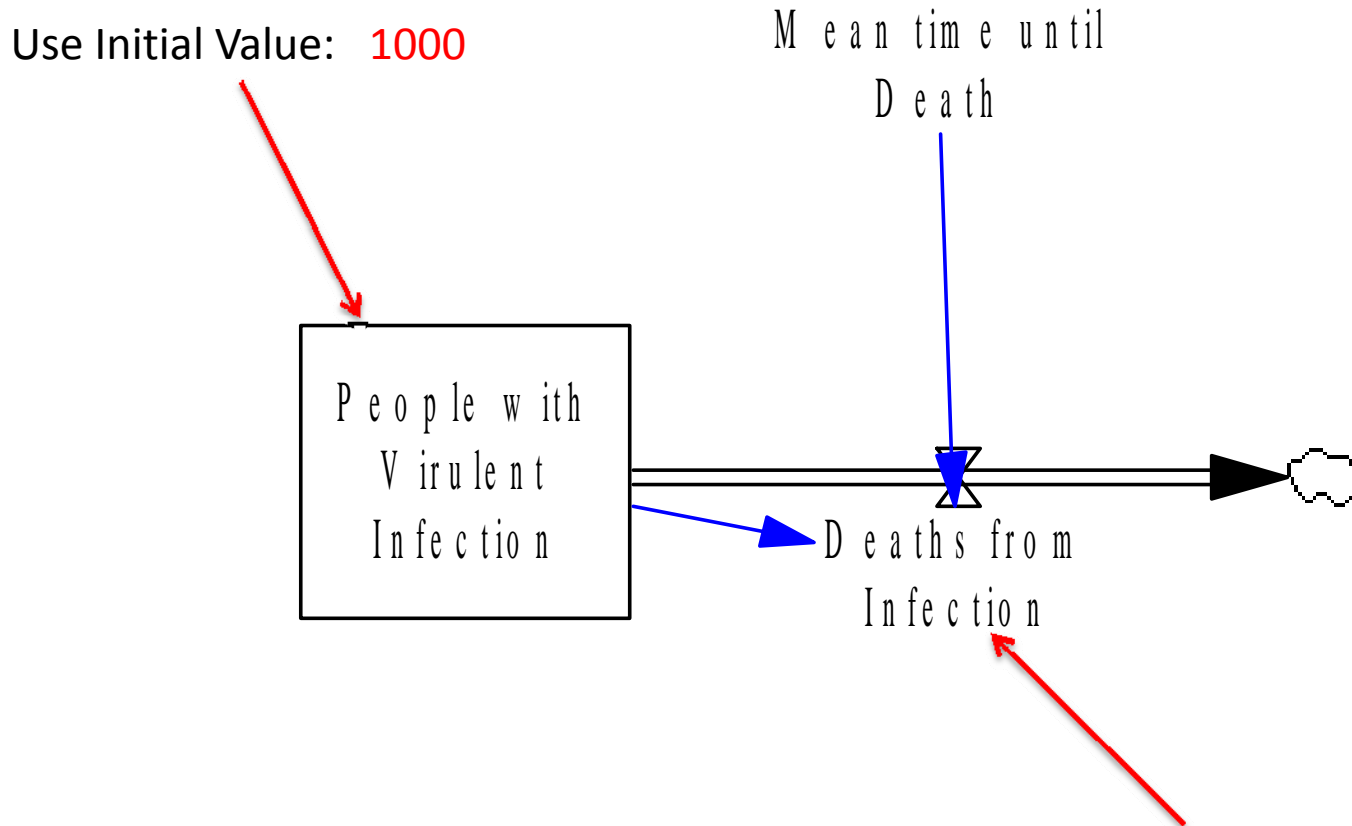 Use Initial Value: 1000
Mean time until
Death
People with
Virulent
Infection
Deaths from
Infection